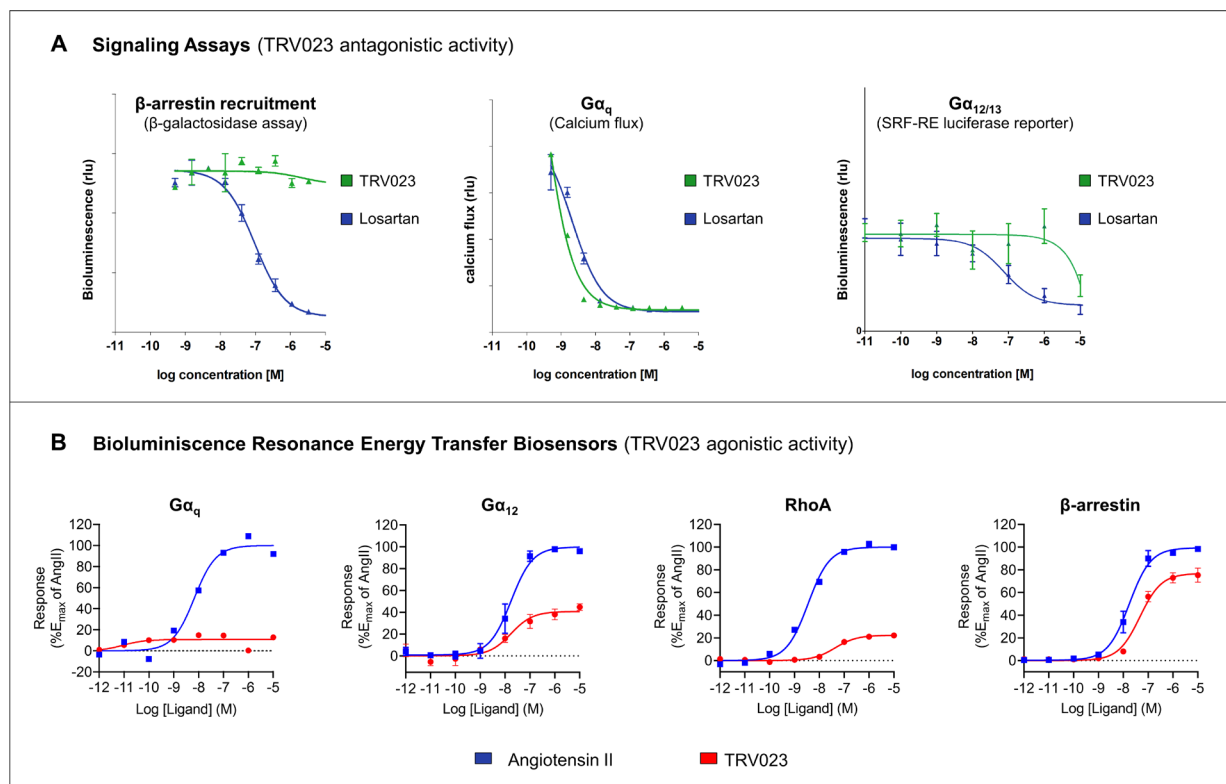 A Signaling Assays (TRV023 antagonistic activity)
β-arrestin recruitment
(β-galactosidase assay)
Bioluminescence (rlu)
TRV023
Losartan
-11 -10 -9 -8 -7 -6 -5
log concentration [M]
Gαq
(Calcium flux)
calcium flux (rlu)
TRV023
Losartan
-11 -10 -9 -8 -7 -6 -5
log concentration [M]
Gα12/13
(SRF-RE luciferase reporter)
Bioluminescence (rlu)
TRV023
Losartan
0
-11 -10 -9 -8 -7 -6 -5
log concentration [M]
B Bioluminiscence Resonance Energy Transfer Biosensors (TRV023 agonistic activity)
Gαq
Response
(%Emax of AngII)
120
100
80
60
40
20
0
-20
-12 -11 -10 -9 -8 -7 -6 -5
Log [Ligand] (M)
Gα12
Response
(%Emax of AngII)
120
100
80
60
40
20
0
-12 -11 -10 -9 -8 -7 -6 -5
Log [Ligand] (M)
RhoA
Response
(%Emax of AngII)
120
100
80
60
40
20
0
-12 -11 -10 -9 -8 -7 -6 -5
Log [Ligand] (M)
β-arrestin
Response
(%Emax of AngII)
120
100
80
60
40
20
0
-12 -11 -10 -9 -8 -7 -6 -5
Log [Ligand] (M)
Angiotensin II
TRV023